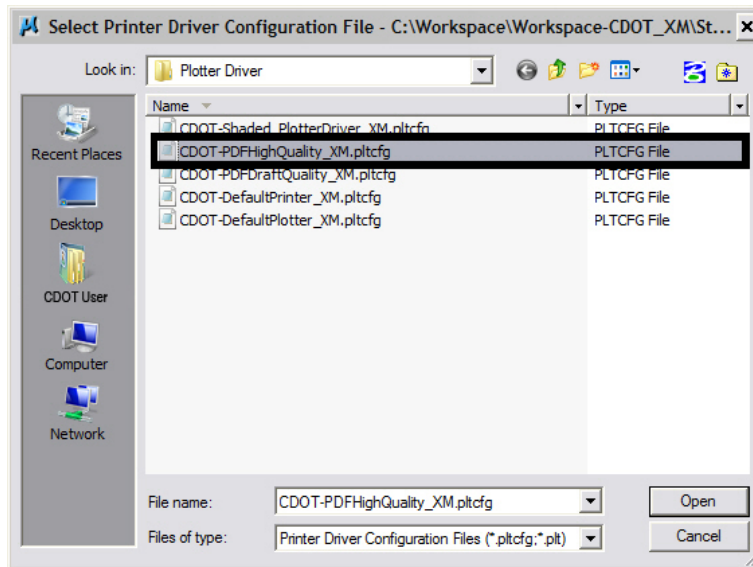 Select Printer Driver Configuration File - C:\Workspace\Workspace-CDOT_XM\St...
Look in: Plotter Driver
Name Type
CDOT-Shaded_PlotterDriver_XM.pltcfg PLTCFG File
CDOT-PDFHighQuality_XM.pltcfg PLTCFG File
CDOT-PDFDraftQuality_XM.pltcfg PLTCFG File
CDOT-DefaultPrinter_XM.pltcfg PLTCFG File
CDOT-DefaultPlotter_XM.pltcfg PLTCFG File
Recent Places
Desktop
CDOT User
Computer
Network
File name: CDOT-PDFHighQuality_XM.pltcfg Open
Files of type: Printer Driver Configuration Files (*.pltcfg;*.plt) Cancel